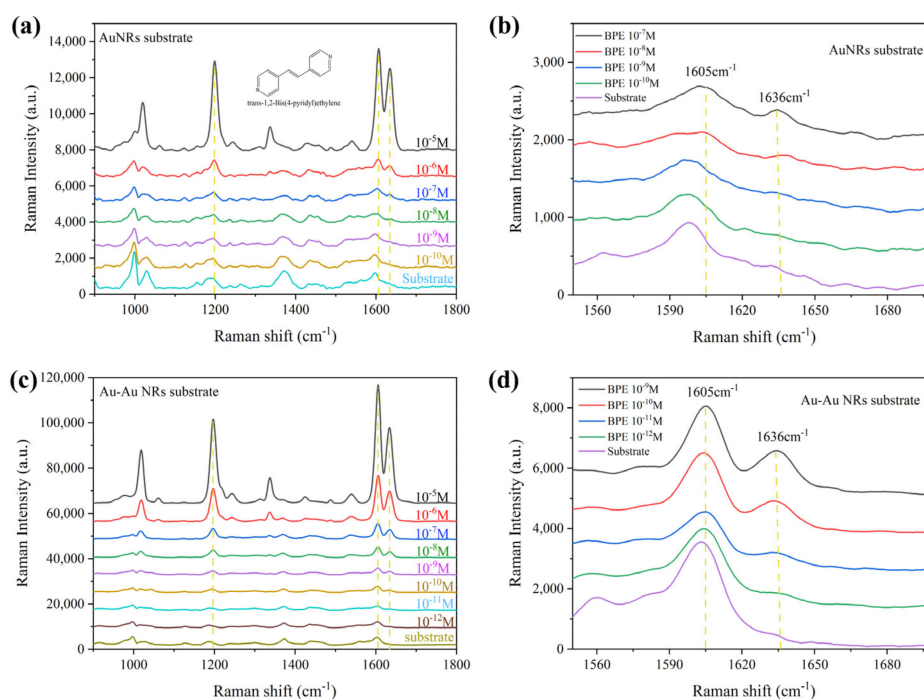 (a)
AuNRs substrate
N
N
trans-1,2-Bis(4-pyridyl)ethylene
14,000
12,000
10,000
8,000
6,000
4,000
2,000
0
10⁻⁵M
10⁻⁶M
10⁻⁷M
10⁻⁸M
10⁻⁹M
10⁻¹⁰M
Substrate
1000 1200 1400 1600 1800
Raman Intensity (a.u.)
Raman shift (cm⁻¹)
(b)
BPE 10⁻⁷M
BPE 10⁻⁸M
BPE 10⁻⁹M
BPE 10⁻¹⁰M
Substrate
AuNRs substrate
1605cm⁻¹
1636cm⁻¹
3,000
2,000
1,000
0
1560 1590 1620 1650 1680
Raman Intensity (a.u.)
Raman shift (cm⁻¹)
(c)
Au-Au NRs substrate
120,000
100,000
80,000
60,000
40,000
20,000
0
10⁻⁵M
10⁻⁶M
10⁻⁷M
10⁻⁸M
10⁻⁹M
10⁻¹⁰M
10⁻¹¹M
10⁻¹²M
substrate
1000 1200 1400 1600 1800
Raman Intensity (a.u.)
Raman shift (cm⁻¹)
(d)
BPE 10⁻⁹M
BPE 10⁻¹⁰M
BPE 10⁻¹¹M
BPE 10⁻¹²M
Substrate
Au-Au NRs substrate
1605cm⁻¹
1636cm⁻¹
8,000
6,000
4,000
2,000
0
1560 1590 1620 1650 1680
Raman Intensity (a.u.)
Raman shift (cm⁻¹)